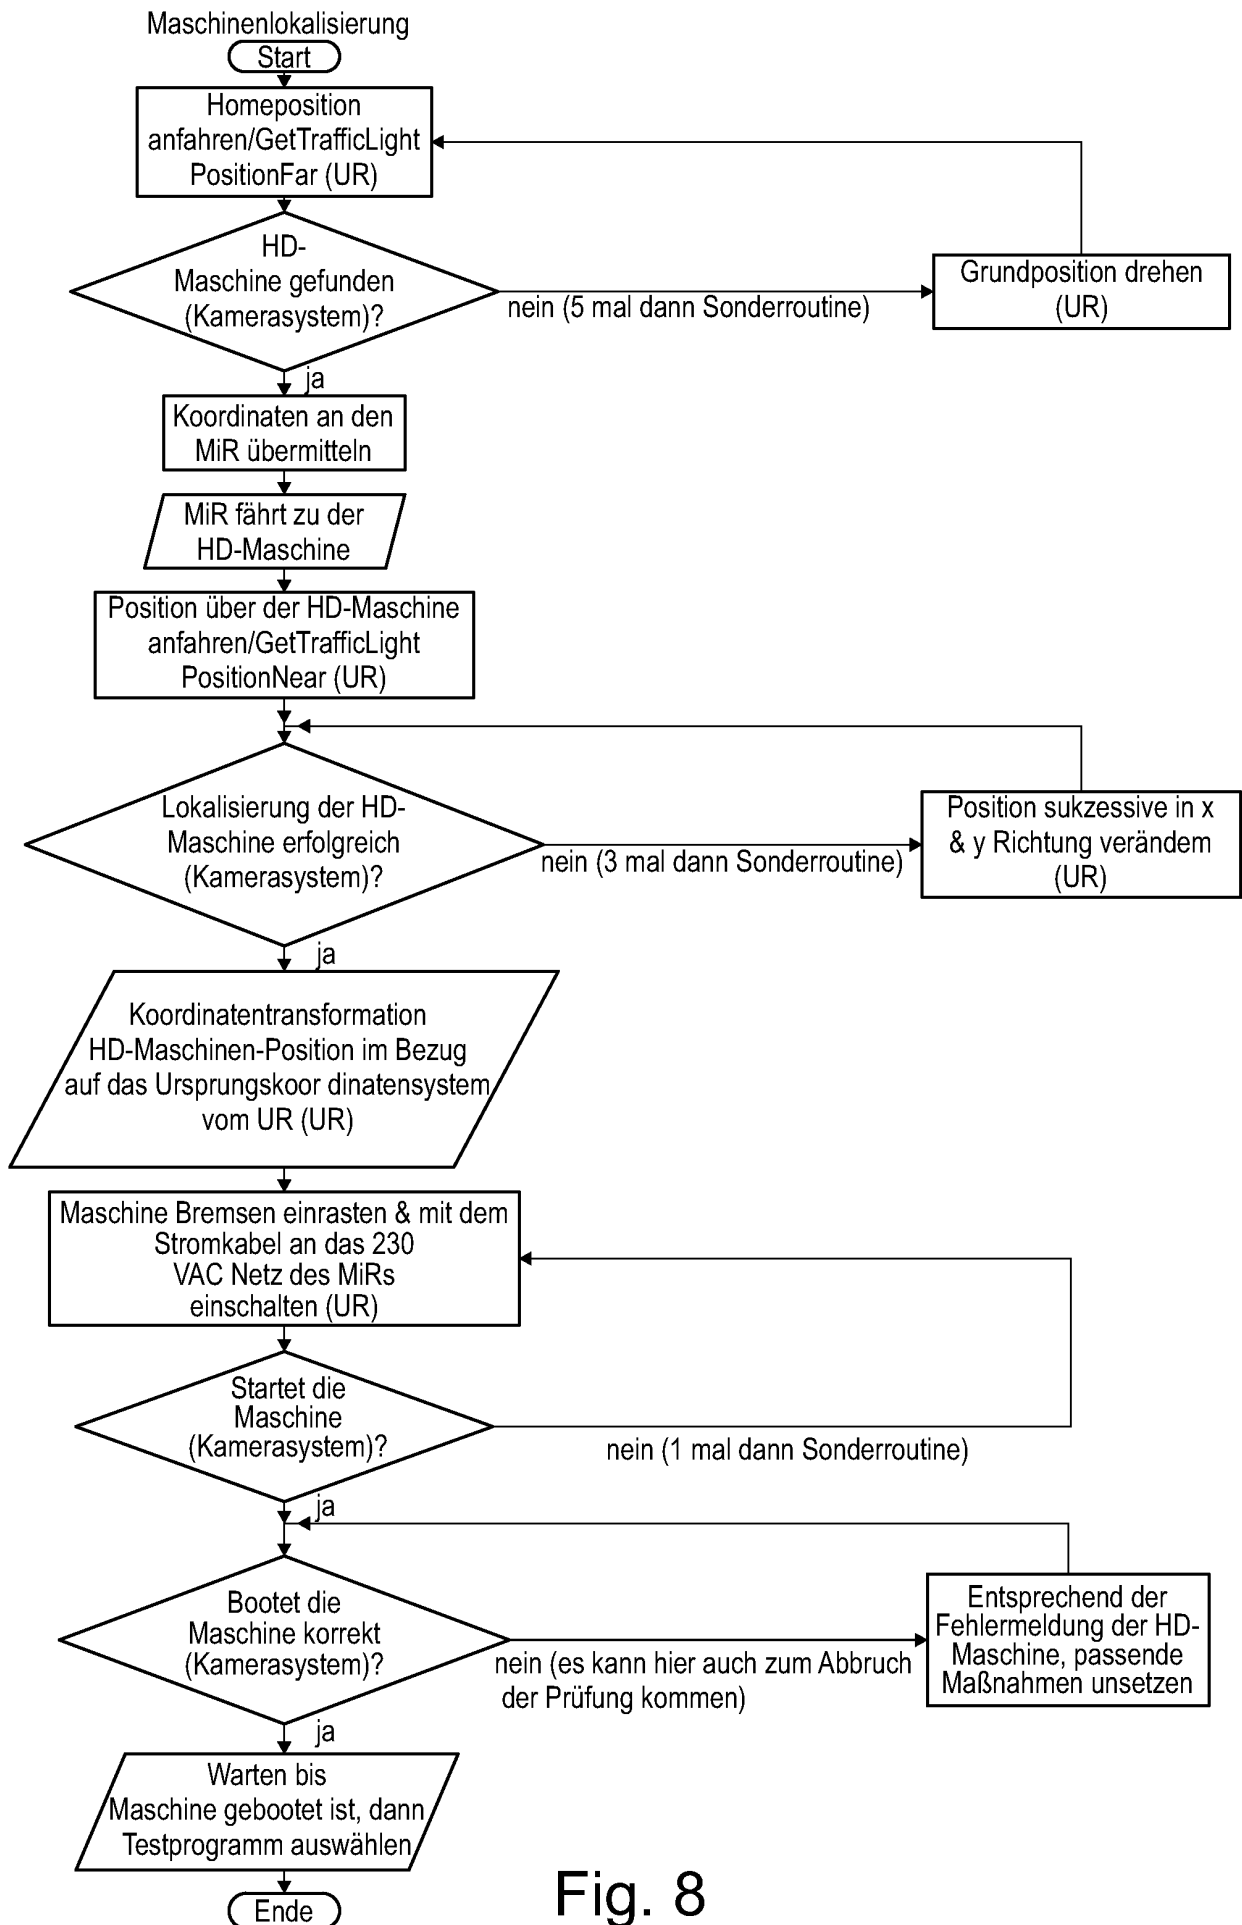 Maschinenlokalisierung
Start
Homeposition
anfahren/GetTrafficLight
PositionFar (UR)
HD-
Maschine gefunden
(Kamerasystem)?
nein (5 mal dann Sonderroutine)
Grundposition drehen
(UR)
ja
Koordinaten an den
MiR übermitteln
MiR fährt zu der
HD-Maschine
Position über der HD-Maschine
anfahren/GetTrafficLight
PositionNear (UR)
Lokalisierung der HD-
Maschine erfolgreich
(Kamerasystem)?
nein (3 mal dann Sonderroutine)
Position sukzessive in x
& y Richtung verändem
(UR)
ja
Koordinatentransformation
HD-Maschinen-Position im Bezug
auf das Ursprungskoor dinatensystem
vom UR (UR)
Maschine Bremsen einrasten & mit dem
Stromkabel an das 230
VAC Netz des MiRs
einschalten (UR)
Startet die
Maschine
(Kamerasystem)?
nein (1 mal dann Sonderroutine)
ja
Bootet die
Maschine korrekt
(Kamerasystem)?
nein (es kann hier auch zum Abbruch
der Prüfung kommen)
Entsprechend der
Fehlermeldung der HD-
Maschine, passende
Maßnahmen unsetzen
ja
Warten bis
Maschine gebootet ist, dann
Testprogramm auswählen
Ende
Fig. 8